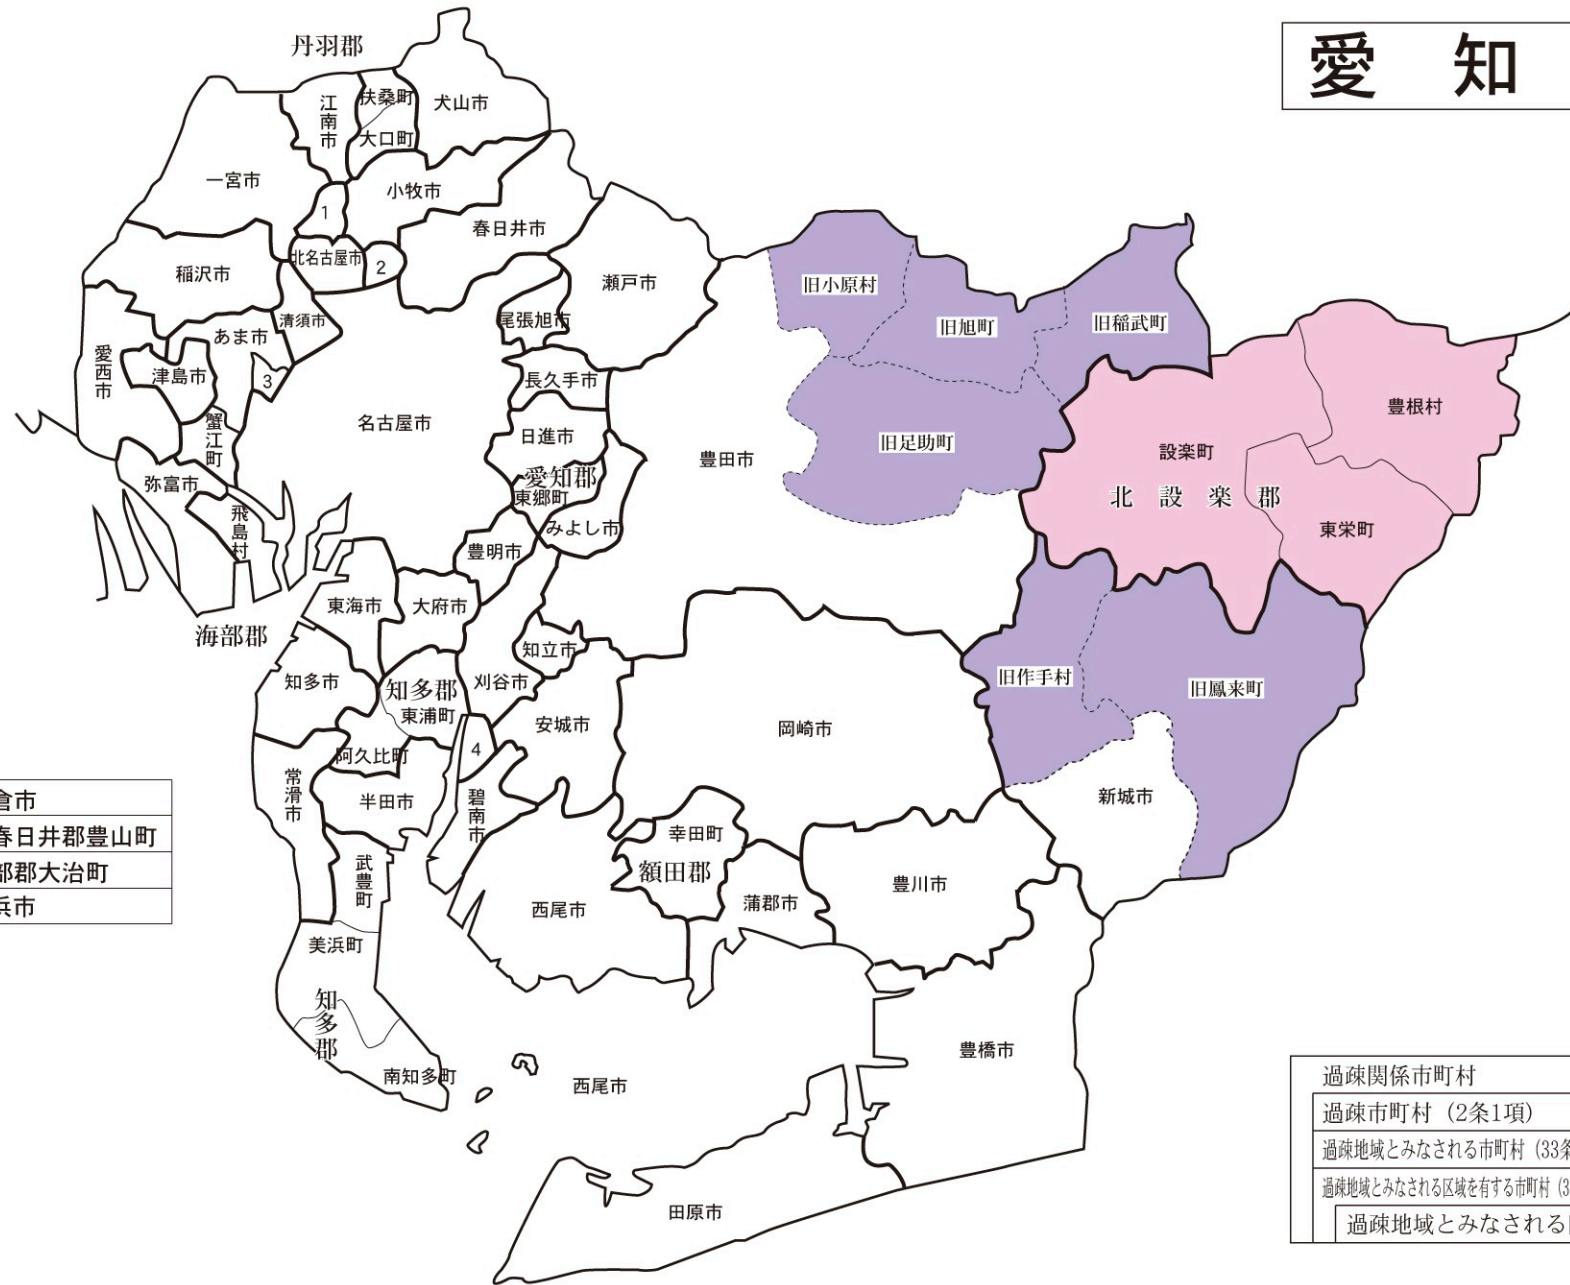 愛 知
丹羽郡
扶桑町
犬山市
江南市
大口町
一宮市
小牧市
1
春日井市
北名古屋市
2
稲沢市
瀬戸市
旧小原村
尾張旭市
清須市
あま市
旧旭町
旧稲武町
愛西市
津島市
3
長久手市
豊根村
蟹江町
名古屋市
日進市
旧足助町
設楽町
豊田市
愛知郡
東郷町
北設楽郡
弥富市
飛島村
みよし市
東栄町
豊明市
東海市
大府市
海部郡
知立市
知多市
知多郡
刈谷市
旧作手村
旧鳳来町
東浦町
安城市
岡崎市
阿久比町
4
常滑市
半田市
碧南市
新城市
倉市
春日井郡豊山町
部郡大治町
浜市
幸田町
額田郡
武豊町
豊川市
蒲郡市
西尾市
美浜町
知多郡
豊橋市
南知多町
西尾市
田原市
過疎関係市町村
過疎市町村（2条1項）
過疎地域とみなされる市町村（33条
過疎地域とみなされる区域を有する市町村（3
過疎地域とみなされる